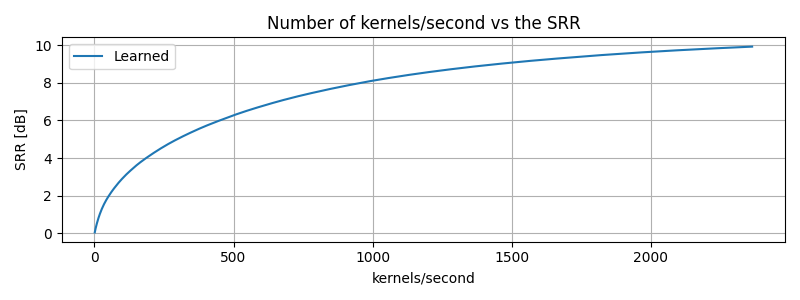 Number of kernels/second vs the SRR
Learned
SRR [dB]
10
8
6
4
2
0
0 500 1000 1500 2000
kernels/second